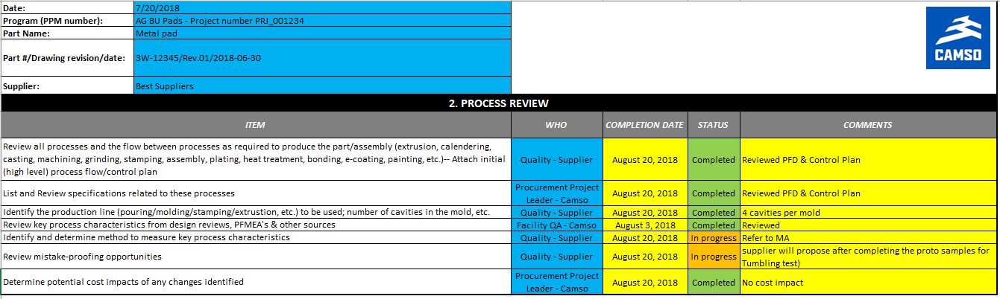 Date: 7/20/2018
Program (PPM number): AG BU Pads - Project number PRJ_001234
Part Name: Metal pad
Part #/Drawing revision/date: 3W-12345/Rev.01/2018-06-30
Supplier: Best Suppliers
CAMSO
2. PROCESS REVIEW
ITEM WHO COMPLETION DATE STATUS COMMENTS
Review all processes and the flow between processes as required to produce the part/assembly (extrusion, calendering,
casting, machining, grinding, stamping, assembly, plating, heat treatment, bonding, e-coating, painting, etc.)-- Attach initial
(high level) process flow/control plan
Quality - Supplier August 20, 2018 Completed Reviewed PFD & Control Plan
List and Review specifications related to these processes
Procurement Project
Leader - Camso
August 20, 2018 Completed Reviewed PFD & Control Plan
Identify the production line (pouring/molding/stamping/extrustion, etc.) to be used; number of cavities in the mold, etc. Quality - Supplier August 20, 2018 Completed 4 cavities per mold
Review key process characteristics from design reviews, PFMEA's & other sources Facility QA - Camso August 3, 2018 Completed Reviewed
Identify and determine method to measure key process characteristics Quality - Supplier August 20, 2018 In progress Refer to MA
Review mistake-proofing opportunities Quality - Supplier August 20, 2018 In progress
supplier will propose after completing the proto samples for
Tumbling test)
Determine potential cost impacts of any changes identified
Procurement Project
Leader - Camso
August 20, 2018 Completed No cost impact